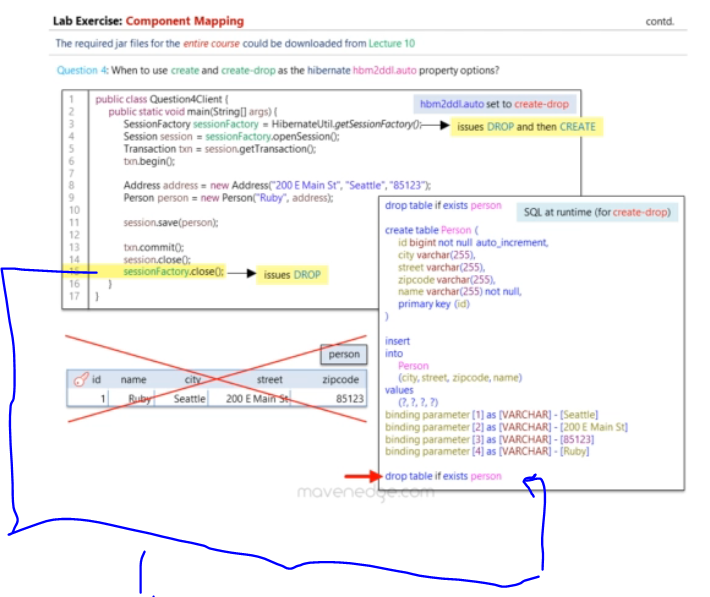 Lab Exercise: Component Mapping
contd.
The required jar files for the entire course could be downloaded from Lecture 10
Question 4: When to use create and create-drop as the hibernate hbm2ddl.auto property options?
1 public class Question4Client {
2 public static void main(String[] args) {
3 SessionFactory sessionFactory = HibernateUtil.getSessionFactory();
4 Session session = sessionFactory.openSession();
5 Transaction txn = session.getTransaction();
6 txn.begin();
7
8 Address address = new Address("200 E Main St", "Seattle", "85123");
9 Person person = new Person("Ruby", address);
10
11 session.save(person);
12
13 txn.commit();
14 session.close();
15 sessionFactory.close();
16 }
17 }
hbm2ddl.auto set to create-drop
issues DROP and then CREATE
issues DROP
drop table if exists person
SQL at runtime (for create-drop)
create table Person (
id bigint not null auto_increment,
city varchar(255),
street varchar(255),
zipcode varchar(255),
name varchar(255) not null,
primary key (id)
)
insert
into
Person
(city, street, zipcode, name)
values
(?, ?, ?, ?)
binding parameter [1] as [VARCHAR] - [Seattle]
binding parameter [2] as [VARCHAR] - [200 E Main St]
binding parameter [3] as [VARCHAR] - [85123]
binding parameter [4] as [VARCHAR] - [Ruby]
drop table if exists person
person
id name city street zipcode
1 Ruby Seattle 200 E Main St 85123
mavenedge.com